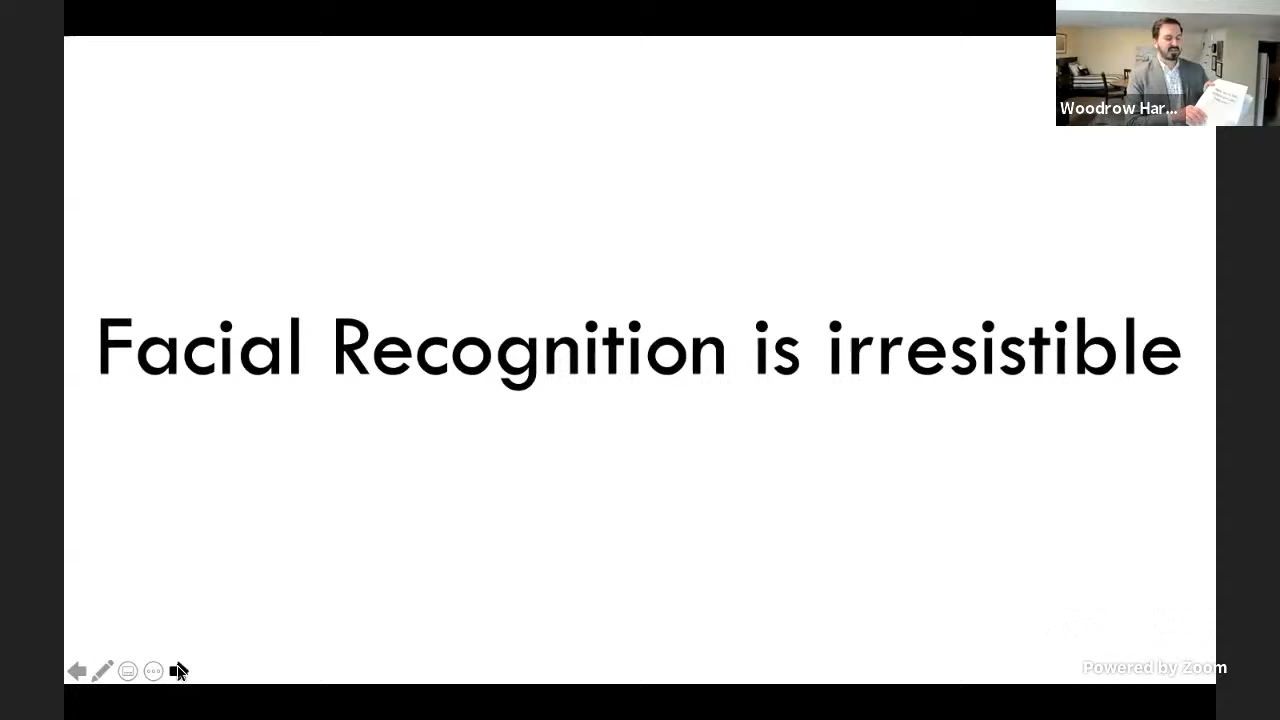 Woodrow Har...
Facial Recognition is irresistible
Powered by Zoom